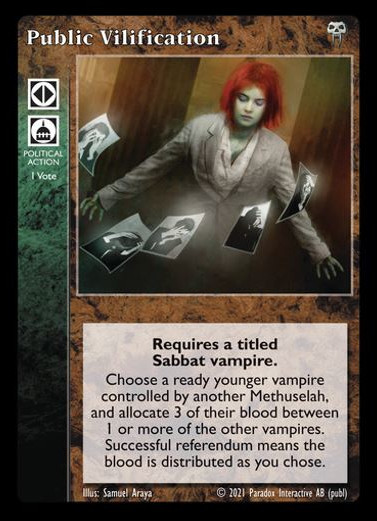 Public Vilification
POLITICAL
ACTION
1 Vote
Requires a titled
Sabbat vampire.
Choose a ready younger vampire
controlled by another Methuselah,
and allocate 3 of their blood between
1 or more of the other vampires.
Successful referendum means the
blood is distributed as you chose.
Illus: Samuel Araya © 2021 Paradox Interactive AB (publ)